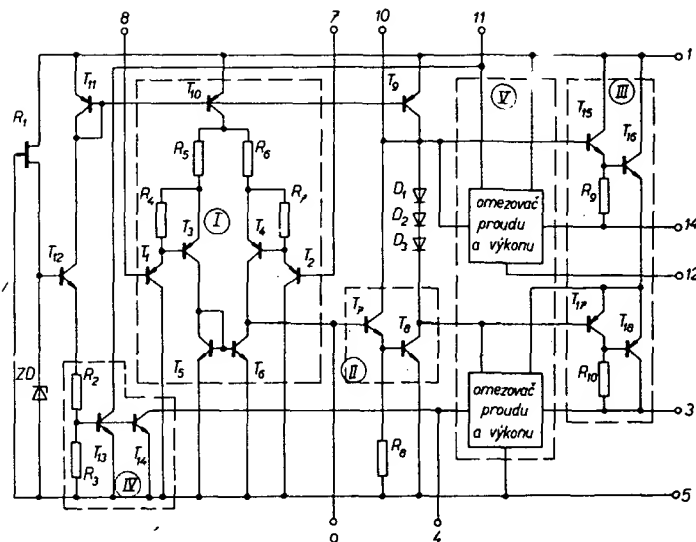 8
7
10
11
1
T11
T10
T9
V
III
T15
T16
R1
R5
R6
R4
R7
D1
D2
D3
I
T3
T4
T1
T2
T12
omezovač
proudu
a výkonu
R9
14
12
T7
T8
T17
T18
T5
T6
II
ZD
R2
R3
T13
T14
IV
R8
omezovač
proudu
a výkonu
R10
3
5
9
4